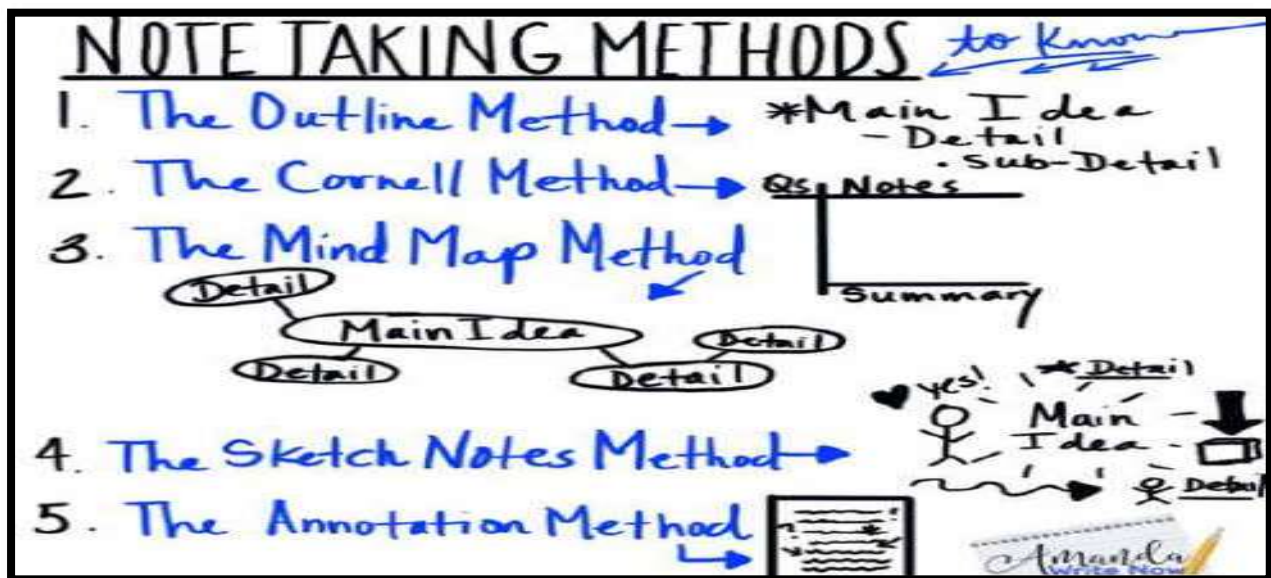 NOTE TAKING METHODS to Know
1. The Outline Method → *Main Idea
- Detail
• Sub-Detail
2. The Cornell Method → Qs Notes
Summary
3. The Mind Map Method
Detail
Main Idea
Detail
Detail
Detail
yes! * Detail
Main
Idea
Detail
4. The Sketch Notes Method →
5. The Annotation Method
Amanda
Write Now